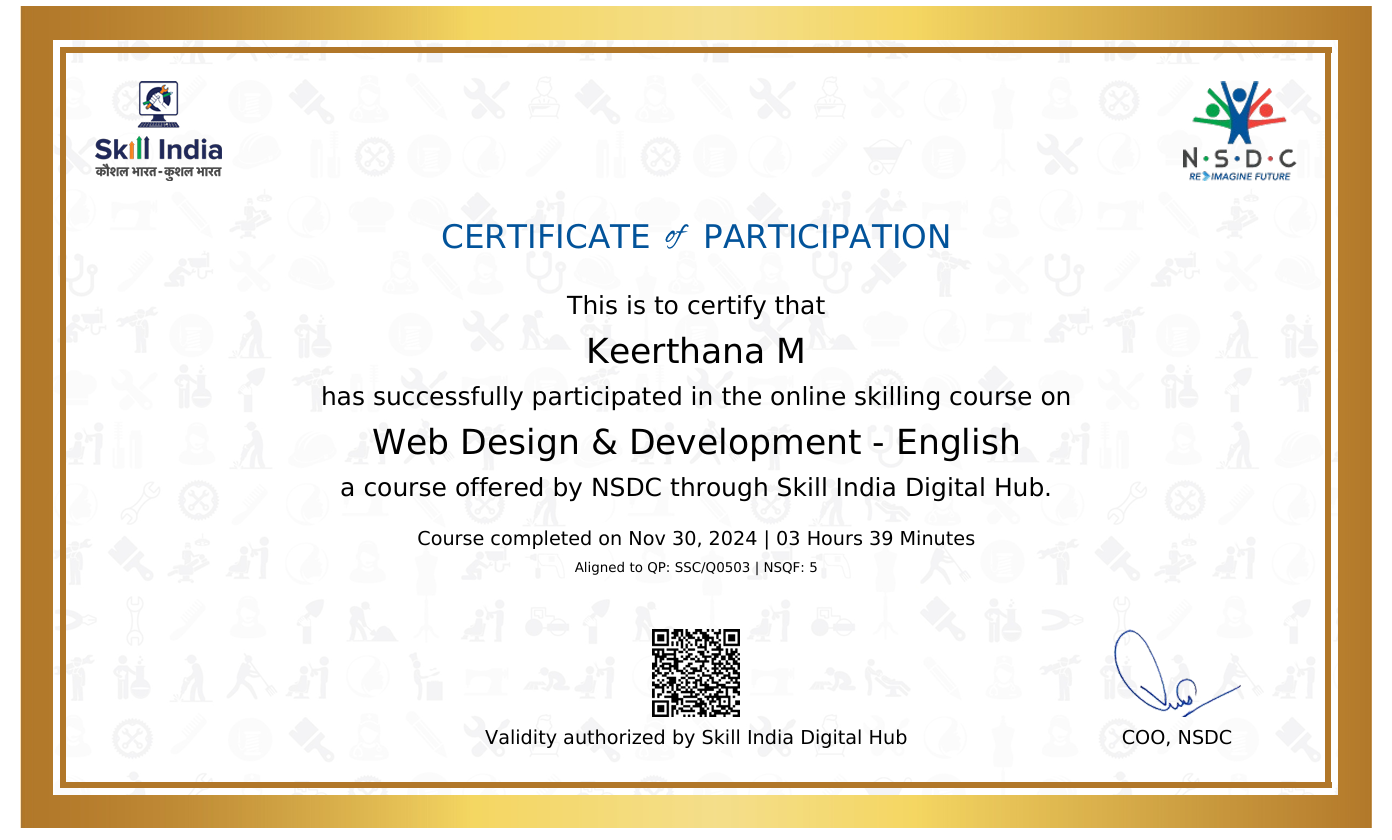 Skill India
कौशल भारत-कुशल भारत
N·S·D·C
RE IMAGINE FUTURE
CERTIFICATE of PARTICIPATION
This is to certify that
Keerthana M
has successfully participated in the online skilling course on
Web Design & Development - English
a course offered by NSDC through Skill India Digital Hub.
Course completed on Nov 30, 2024 | 03 Hours 39 Minutes
Aligned to QP: SSC/Q0503 | NSQF: 5
Validity authorized by Skill India Digital Hub
COO, NSDC